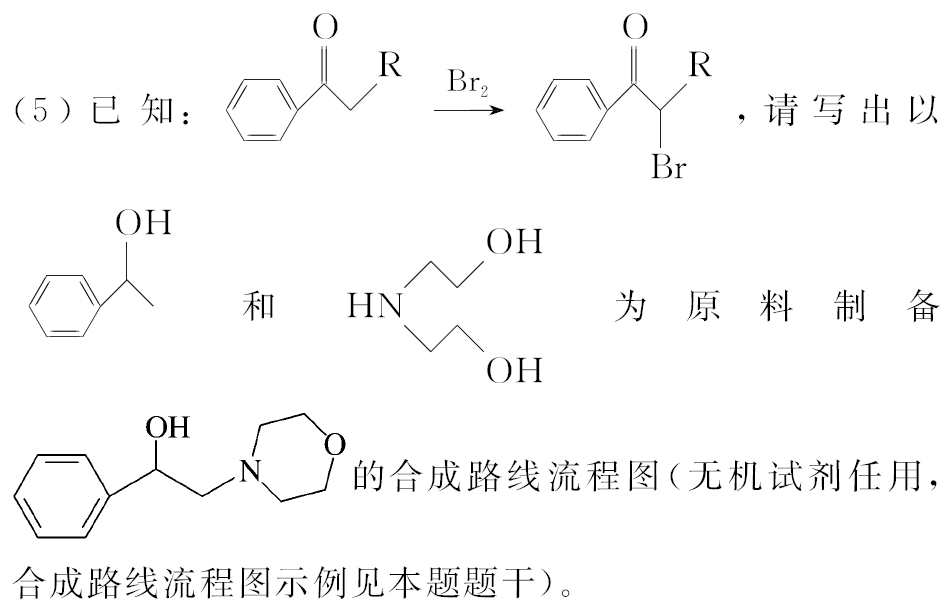 (5)已知: O R Br₂ O R Br ,请写出以
OH 和 HN OH OH 为原料制备
OH N O 的合成路线流程图(无机试剂任用,
合成路线流程图示例见本题题干)。